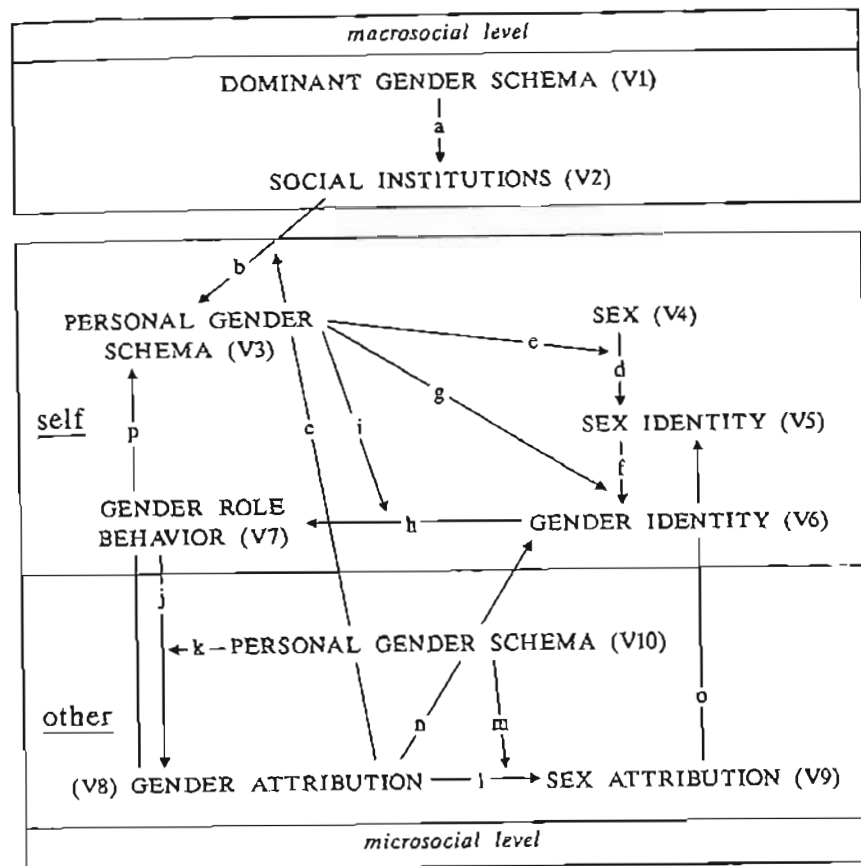 macrosocial level
DOMINANT GENDER SCHEMA (V1)
a
SOCIAL INSTITUTIONS (V2)
b
PERSONAL GENDER
SCHEMA (V3)
SEX (V4)
e
d
g
self
p
i
c
SEX IDENTITY (V5)
f
GENDER ROLE
BEHAVIOR (V7)
h
GENDER IDENTITY (V6)
j
k
PERSONAL GENDER SCHEMA (V10)
other
n
m
o
(V8) GENDER ATTRIBUTION
l
SEX ATTRIBUTION (V9)
microsocial level